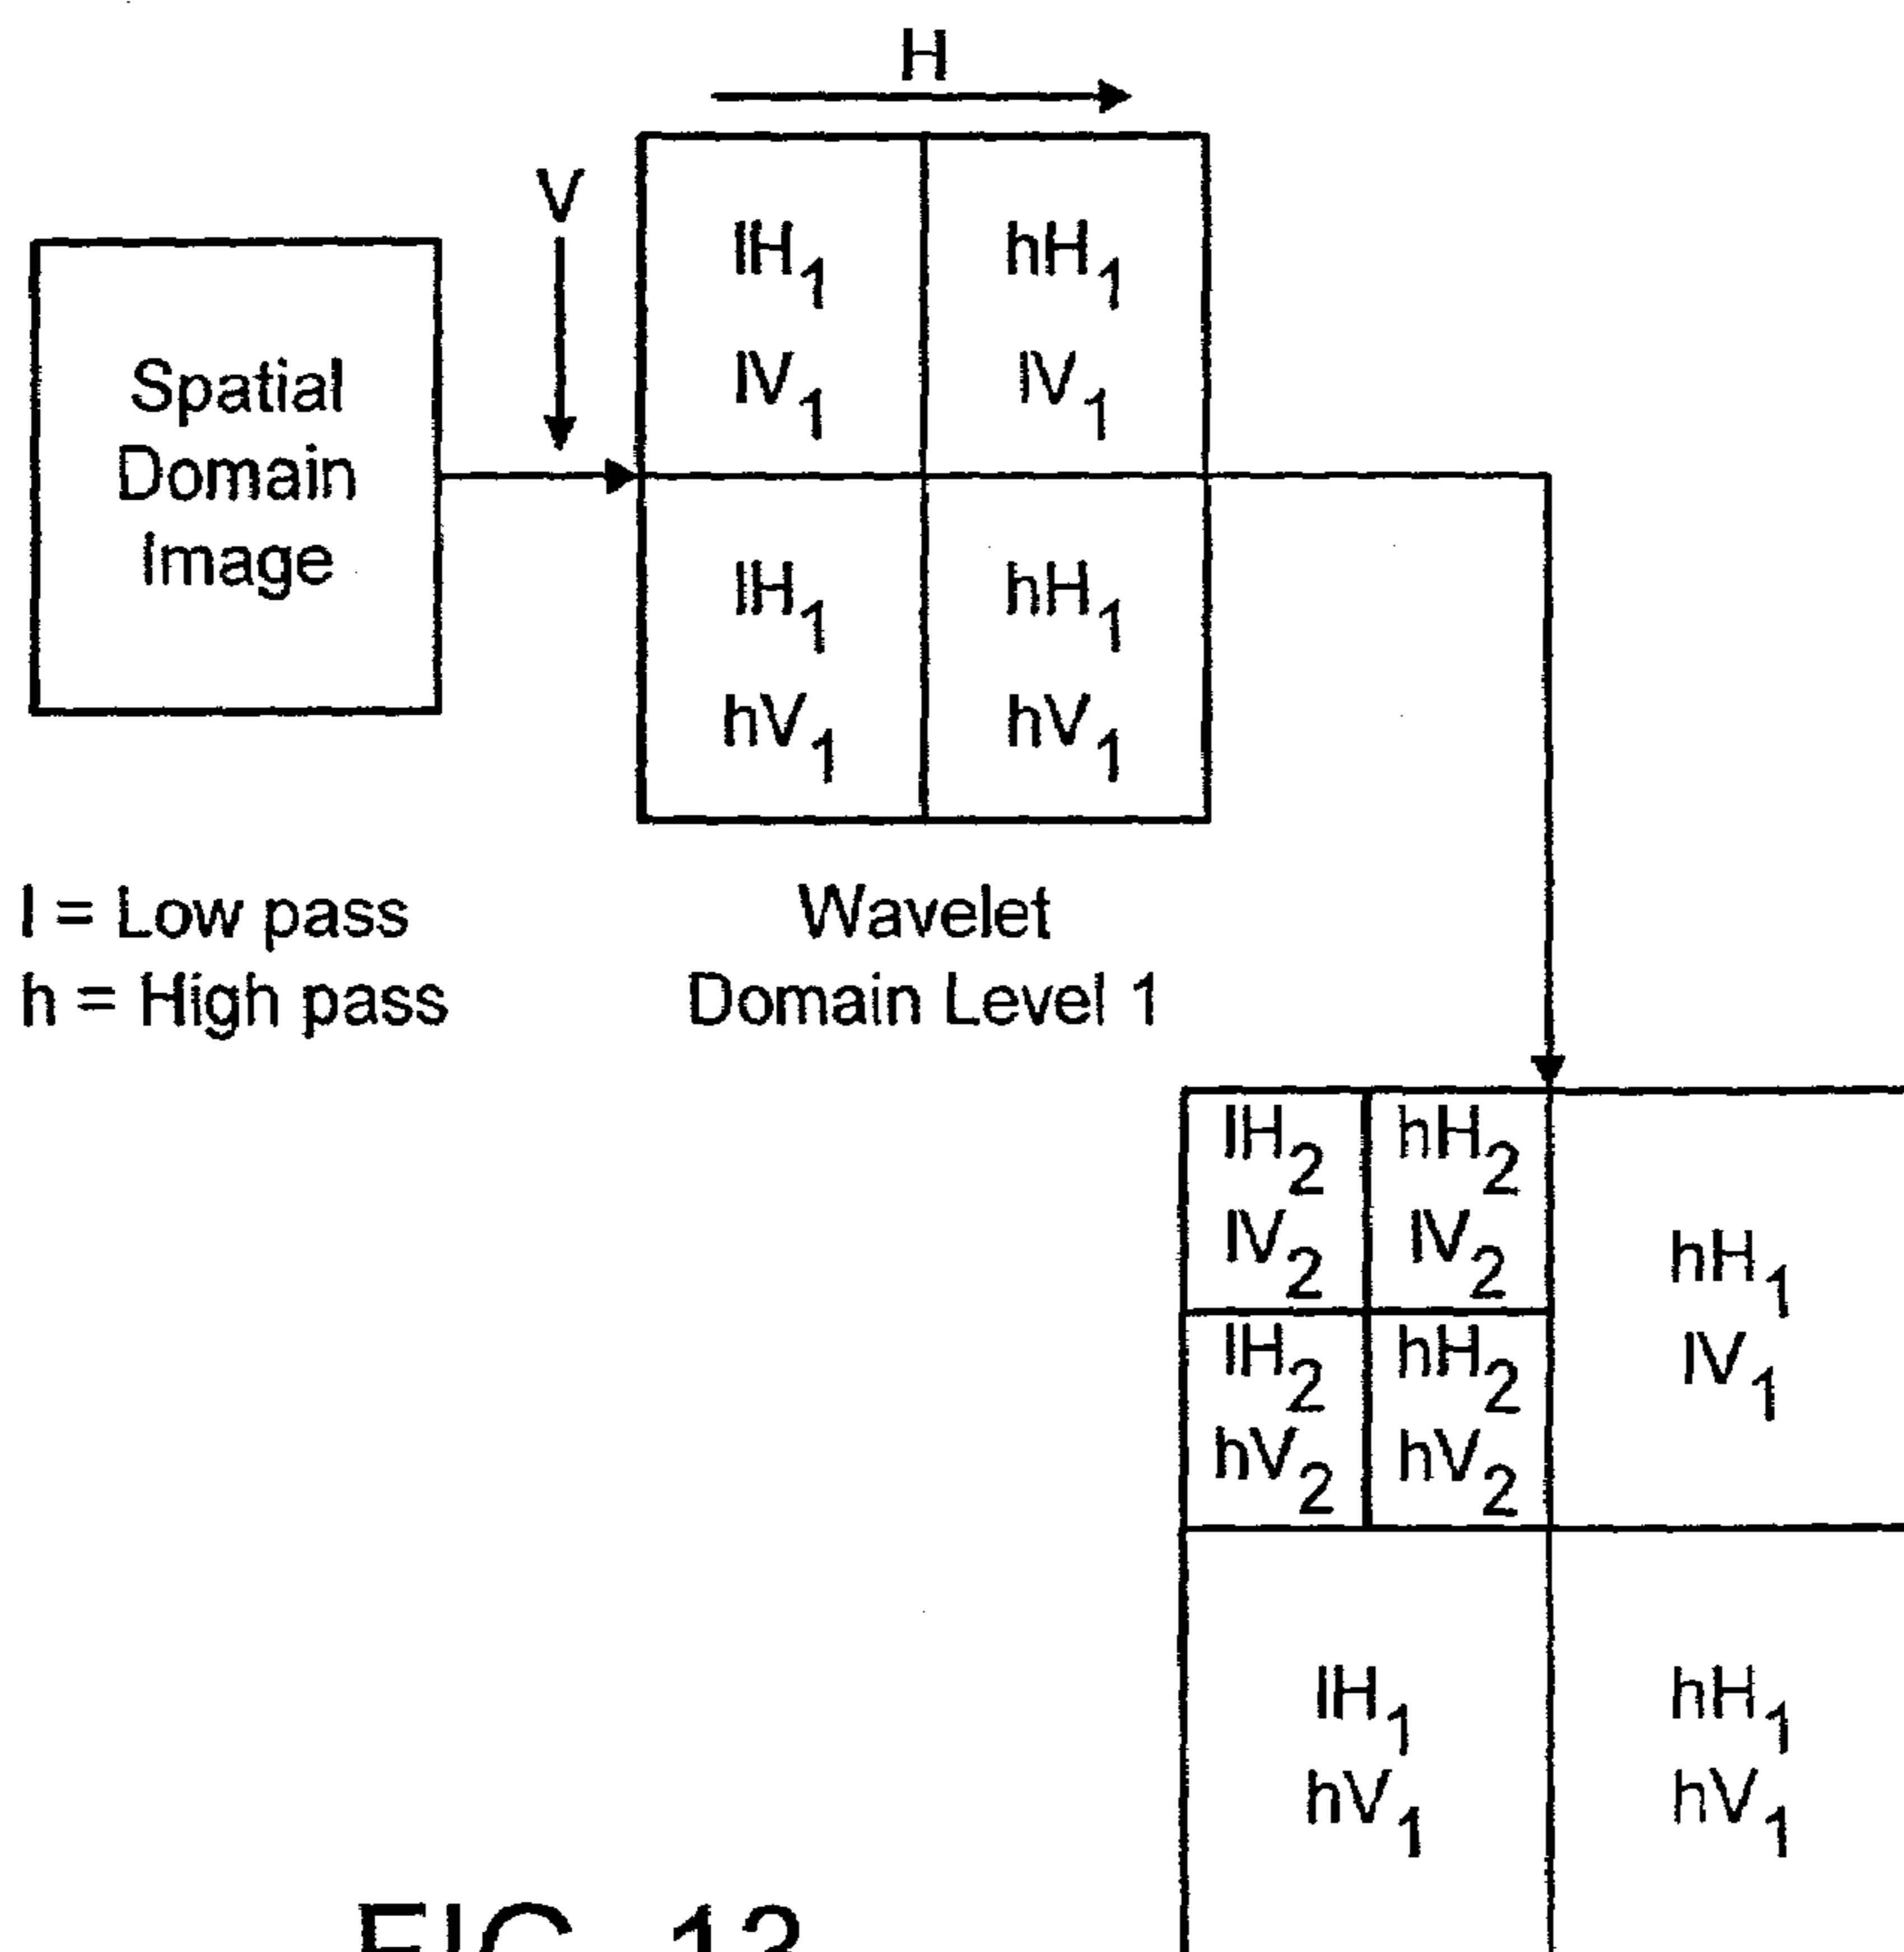 H
V
lH1 hH1
lV1 lV1
Spatial
Domain
Image
lH1 hH1
hV1 hV1
l = Low pass
h = High pass
Wavelet
Domain Level 1
lH2 hH2
lV2 lV2
hH1
lV1
lH2 hH2
hV2 hV2
lH1 hH1
hV1 hV1